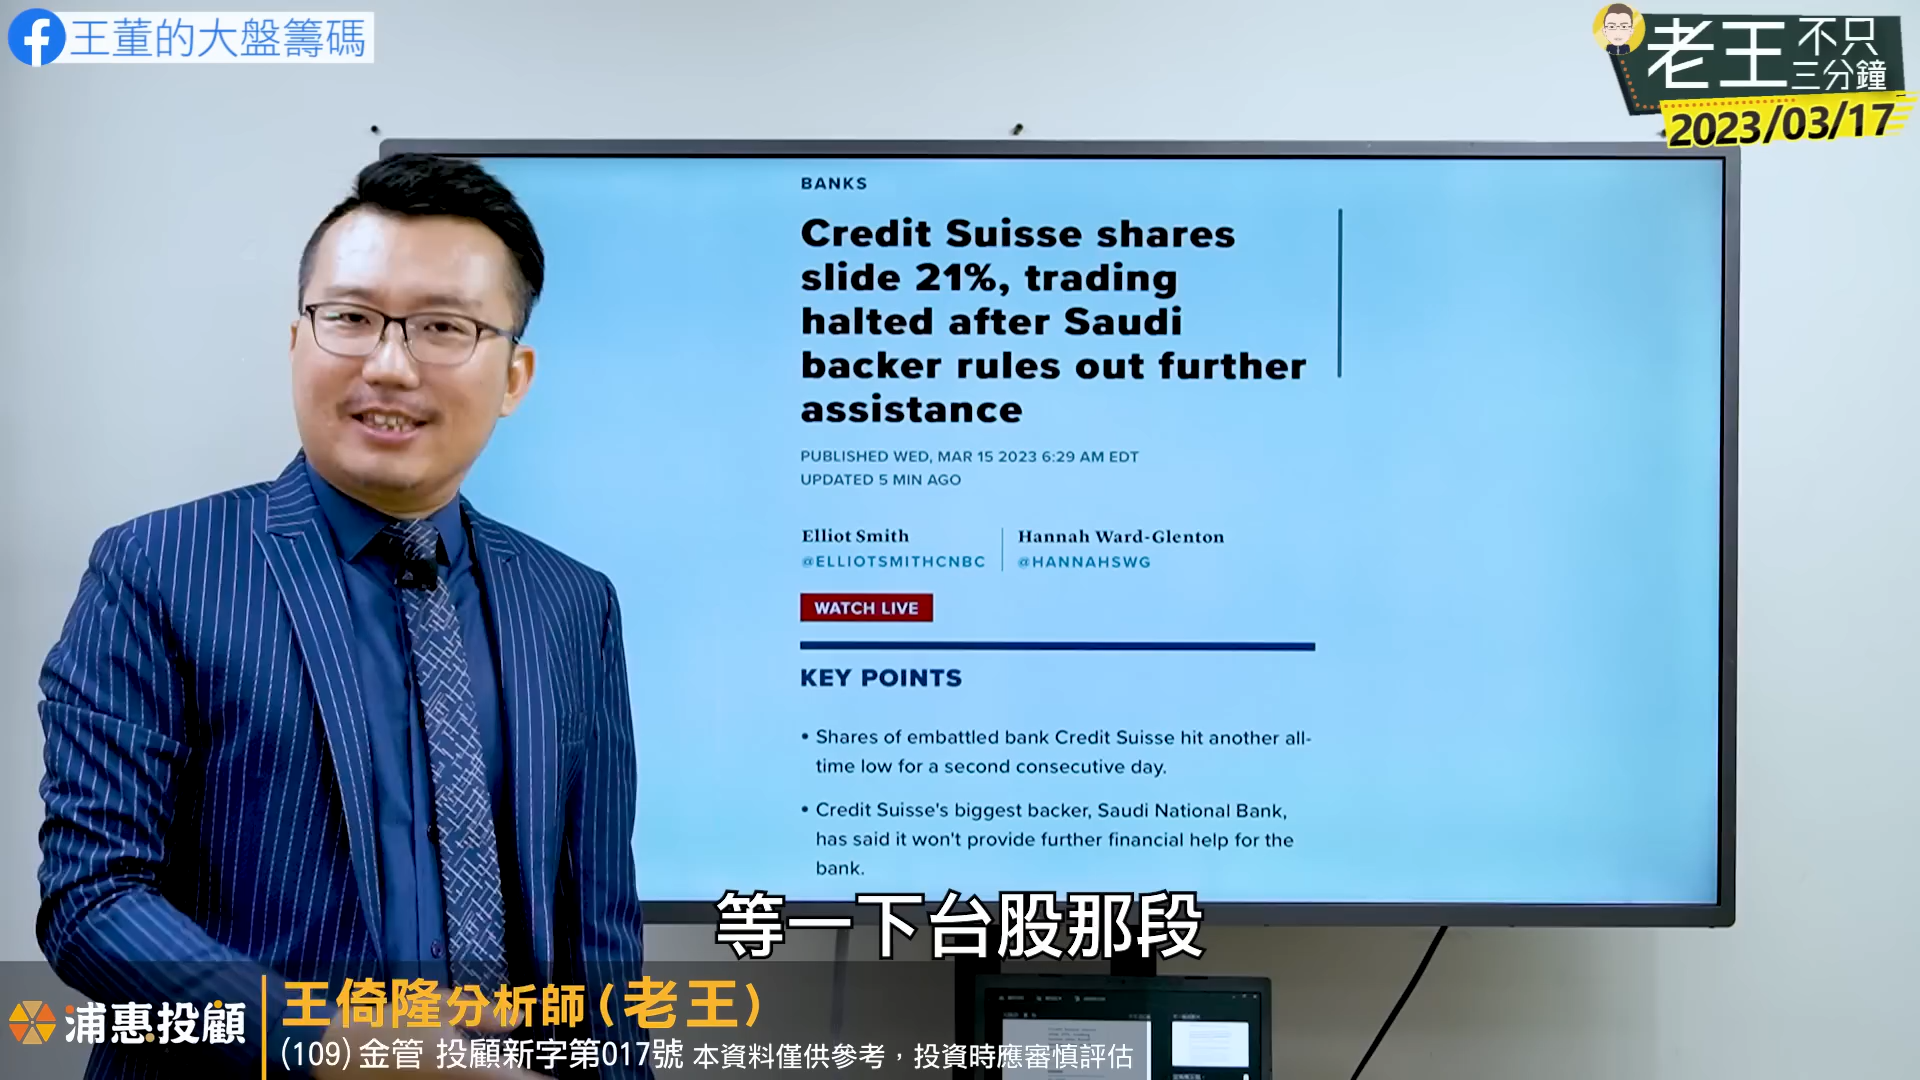 王董的大盤籌碼
老王不只三分鐘
2023/03/17
BANKS
Credit Suisse shares
slide 21%, trading
halted after Saudi
backer rules out further
assistance
PUBLISHED WED, MAR 15 2023 6:29 AM EDT
UPDATED 5 MIN AGO
Elliot Smith
@ELLIOTSMITHCNBC
Hannah Ward-Glenton
@HANNAHSWG
WATCH LIVE
KEY POINTS
• Shares of embattled bank Credit Suisse hit another all-
time low for a second consecutive day.
• Credit Suisse's biggest backer, Saudi National Bank,
has said it won't provide further financial help for the
bank.
等一下台股那段
浦惠投顧
王倚隆分析師(老王)
(109) 金管 投顧新字第017號 本資料僅供參考，投資時應審慎評估